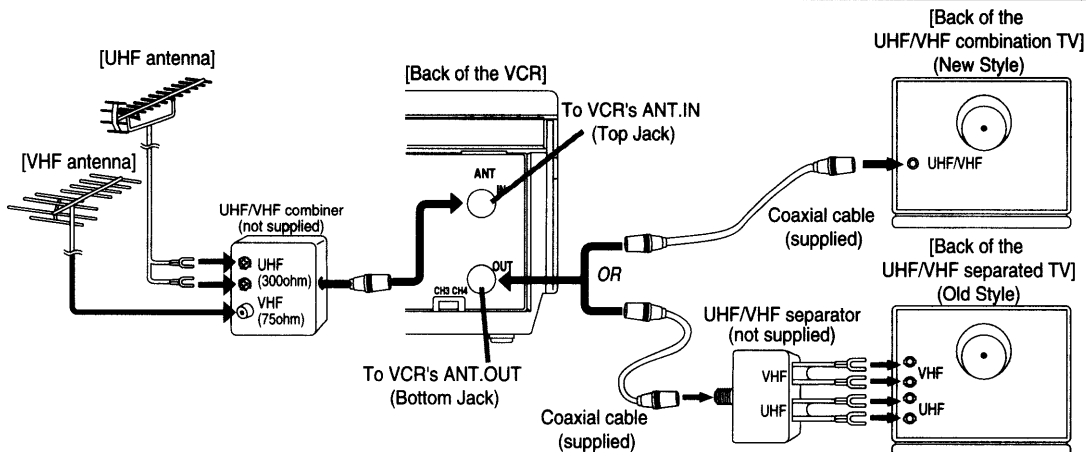 [UHF antenna]
[VHF antenna]
UHF/VHF combiner
(not supplied)
UHF
(300ohm)
VHF
(75ohm)
[Back of the VCR]
To VCR's ANT.IN
(Top Jack)
ANT
IN
OUT
CH3 CH4
To VCR's ANT.OUT
(Bottom Jack)
OR
Coaxial cable
(supplied)
[Back of the
UHF/VHF combination TV]
(New Style)
UHF/VHF
Coaxial cable
(supplied)
UHF/VHF separator
(not supplied)
VHF
UHF
[Back of the
UHF/VHF separated TV]
(Old Style)
VHF
UHF